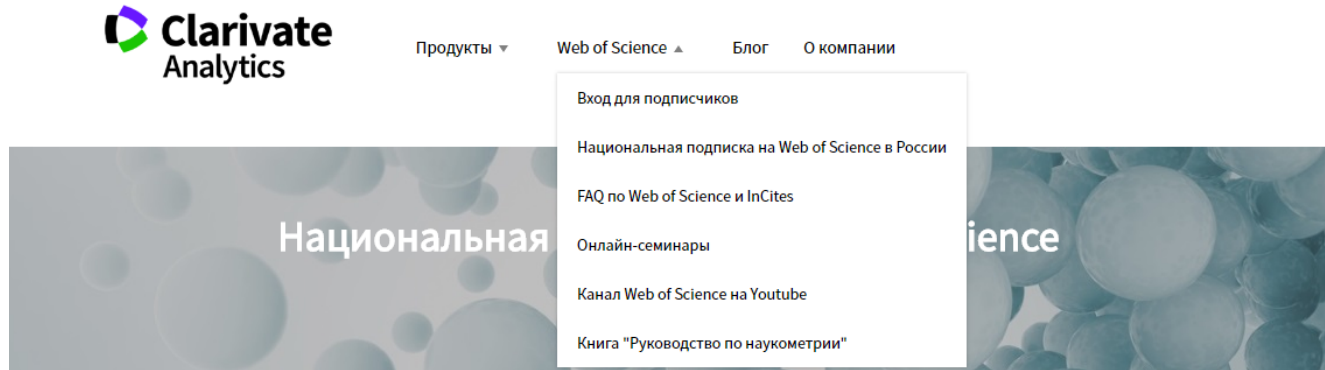 Clarivate
Analytics
Продукты Web of Science Блог О компании
Вход для подписчиков
Национальная подписка на Web of Science в России
FAQ по Web of Science и InCites
Национальная ience
Онлайн-семинары
Канал Web of Science на Youtube
Книга "Руководство по наукометрии"